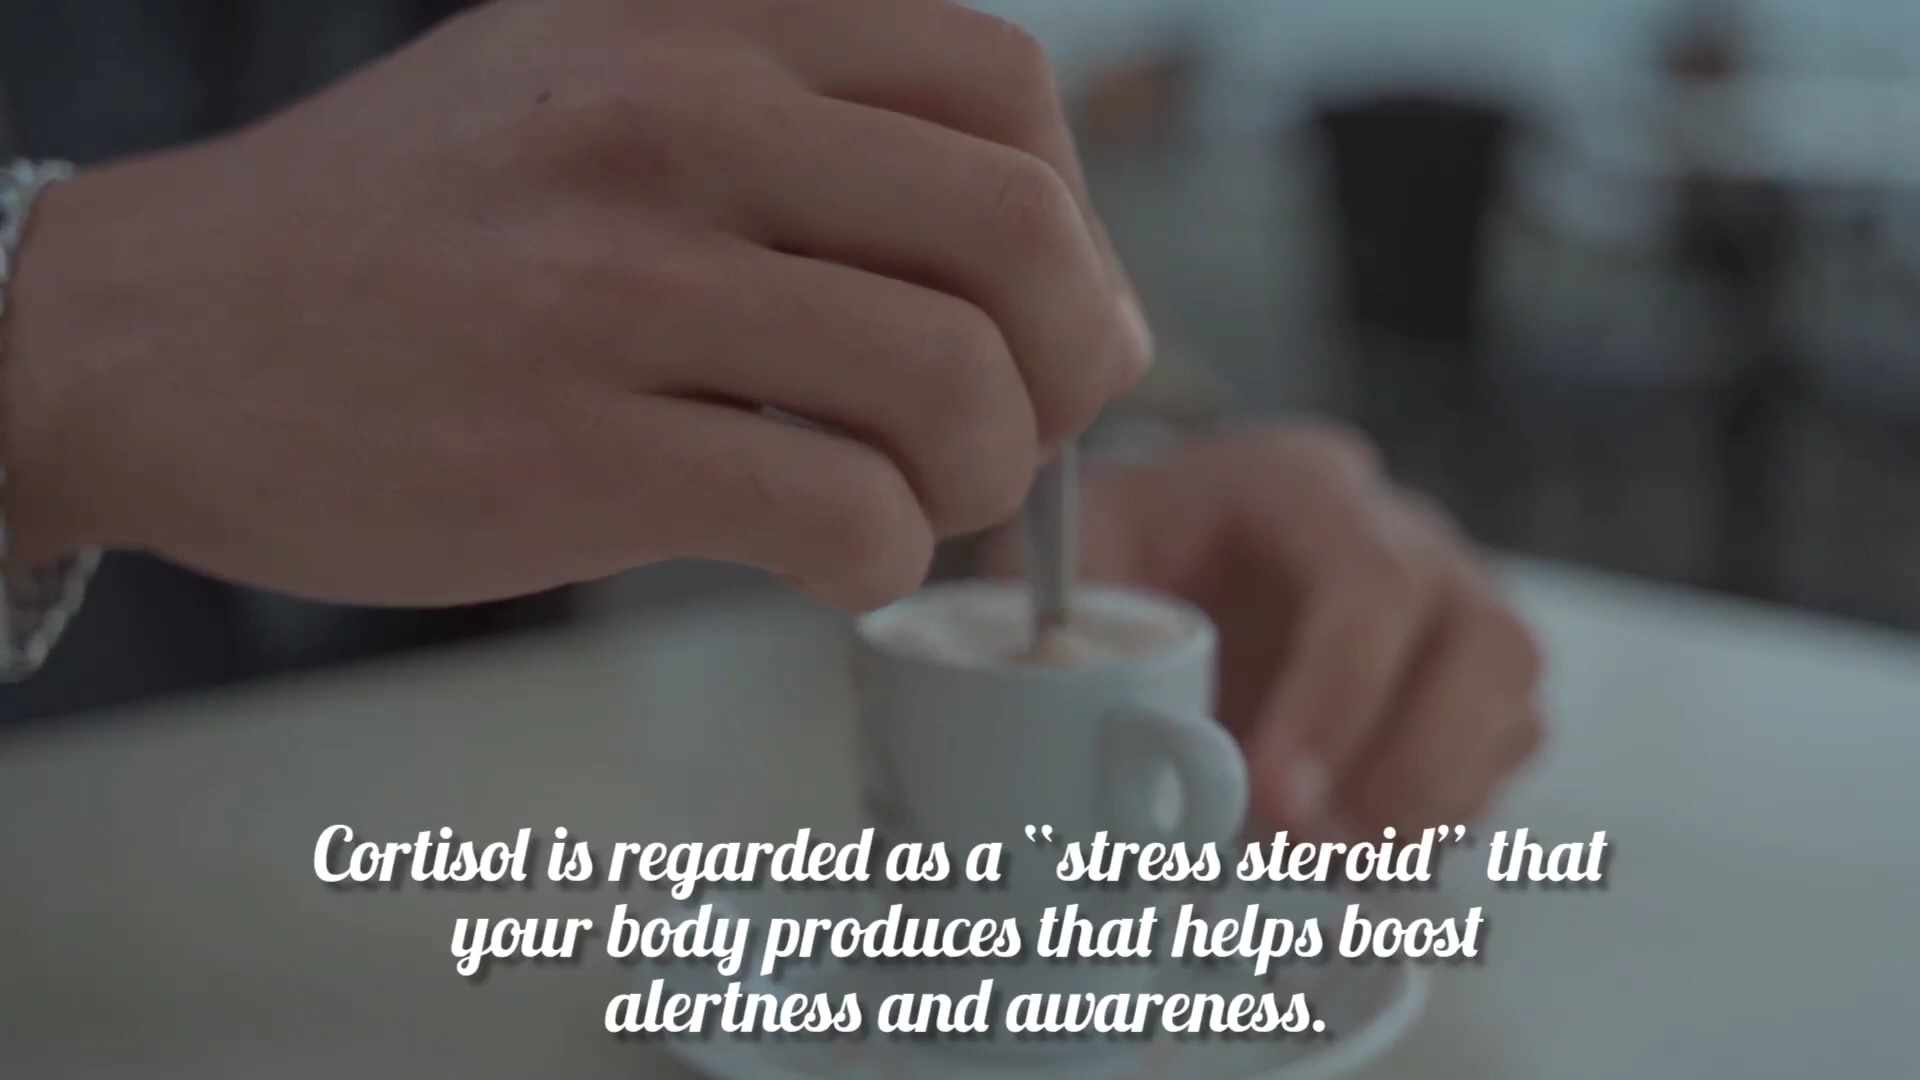 Cortisol is regarded as a “stress steroid” that
your body produces that helps boost
alertness and awareness.